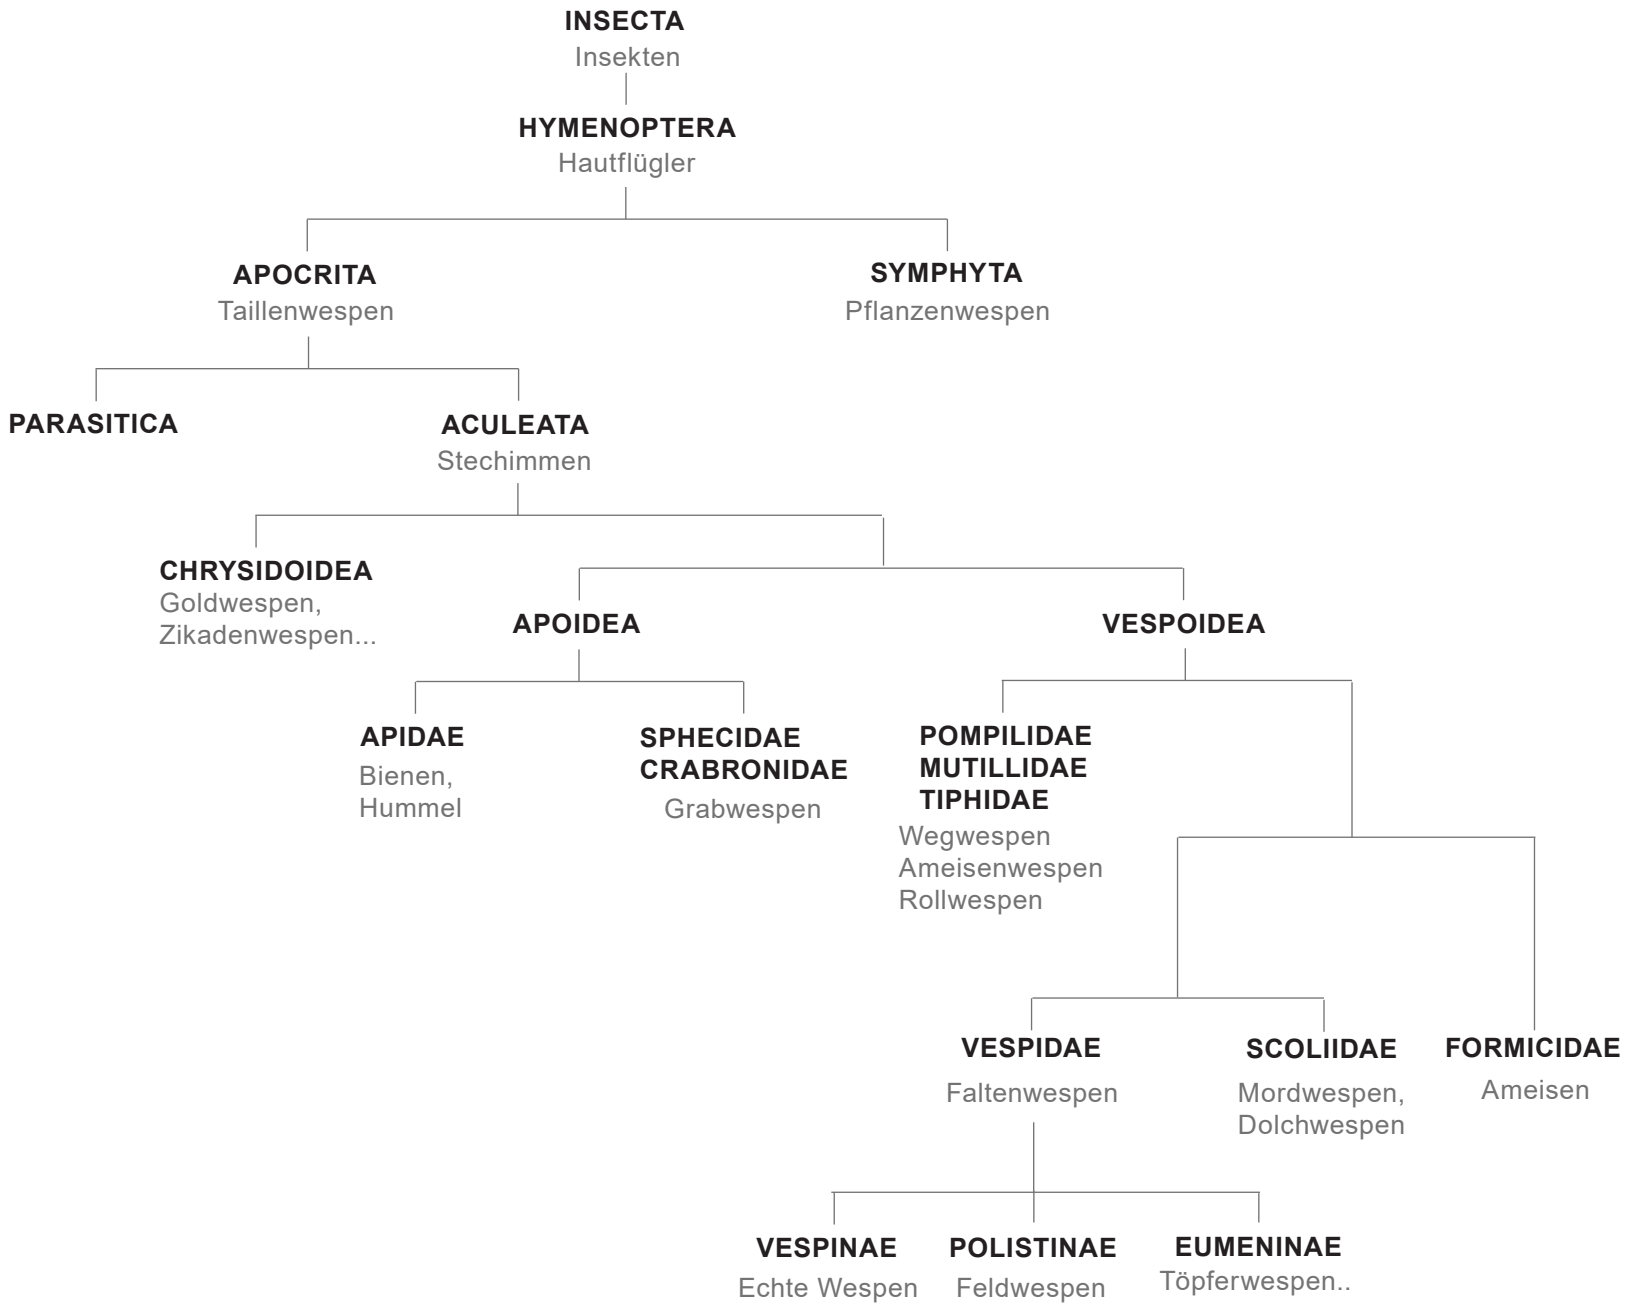 INSECTA
Insekten
HYMENOPTERA
Hautflügler
APOCRITA
Taillenwespen
SYMPHYTA
Pflanzenwespen
PARASITICA
ACULEATA
Stechimmen
CHRYSIDOIDEA
Goldwespen,
Zikadenwespen...
APOIDEA
VESPOIDEA
APIDAE
Bienen,
Hummel
SPHECIDAE
CRABRONIDAE
Grabwespen
POMPILIDAE
MUTILLIDAE
TIPHIDAE
Wegwespen
Ameisenwespen
Rollwespen
VESPIDAE
Faltenwespen
SCOLIIDAE
Mordwespen,
Dolchwespen
FORMICIDAE
Ameisen
VESPINAE
Echte Wespen
POLISTINAE
Feldwespen
EUMENINAE
Töpferwespen..